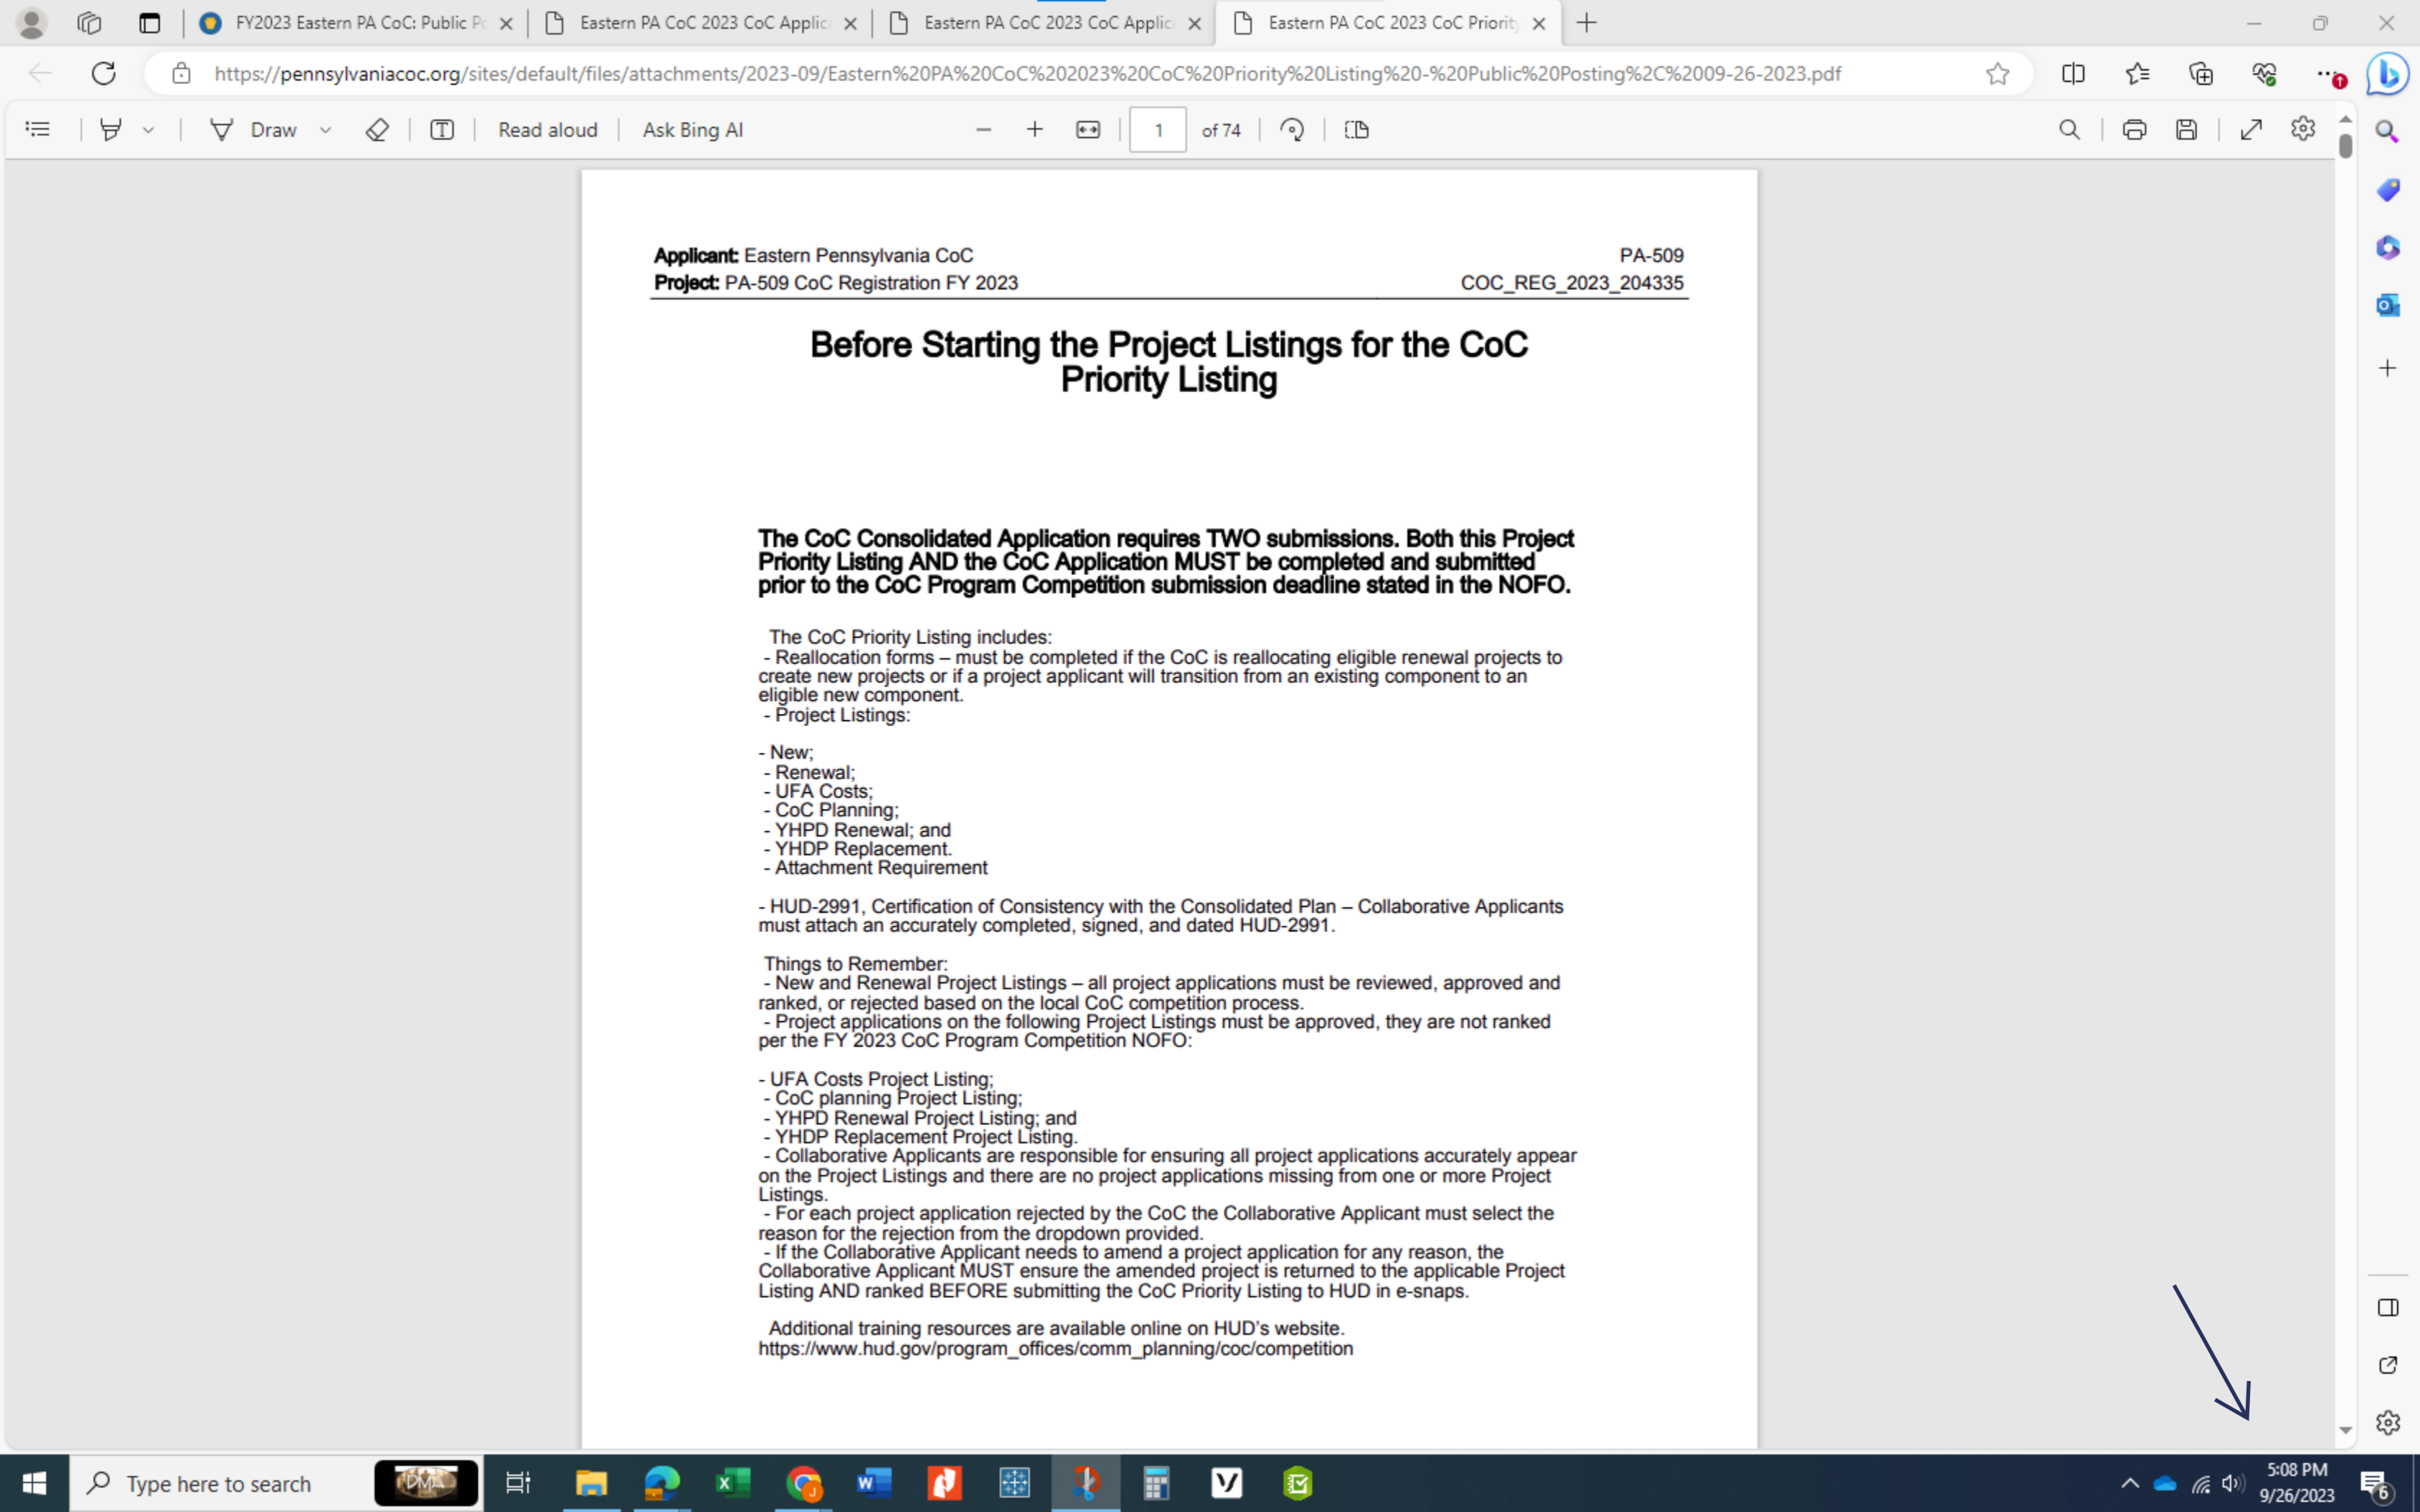 FY2023 Eastern PA CoC: Public Po
Eastern PA CoC 2023 CoC Applica
Eastern PA CoC 2023 CoC Applic
Eastern PA CoC 2023 CoC Priority
https://pennsylvaniacoc.org/sites/default/files/attachments/2023-09/Eastern%20PA%20CoC%202023%20CoC%20Priority%20Listing%20-%20Public%20Posting%2C%2009-26-2023.pdf
Draw
Read aloud
Ask Bing AI
1 of 74
Applicant: Eastern Pennsylvania CoC PA-509
Project: PA-509 CoC Registration FY 2023 COC_REG_2023_204335
Before Starting the Project Listings for the CoC
Priority Listing
The CoC Consolidated Application requires TWO submissions. Both this Project
Priority Listing AND the CoC Application MUST be completed and submitted
prior to the CoC Program Competition submission deadline stated in the NOFO.
The CoC Priority Listing includes:
- Reallocation forms – must be completed if the CoC is reallocating eligible renewal projects to
create new projects or if a project applicant will transition from an existing component to an
eligible new component.
- Project Listings:
- New;
- Renewal;
- UFA Costs;
- CoC Planning;
- YHPD Renewal; and
- YHDP Replacement.
- Attachment Requirement
- HUD-2991, Certification of Consistency with the Consolidated Plan – Collaborative Applicants
must attach an accurately completed, signed, and dated HUD-2991.
Things to Remember:
- New and Renewal Project Listings – all project applications must be reviewed, approved and
ranked, or rejected based on the local CoC competition process.
- Project applications on the following Project Listings must be approved, they are not ranked
per the FY 2023 CoC Program Competition NOFO:
- UFA Costs Project Listing;
- CoC planning Project Listing;
- YHPD Renewal Project Listing; and
- YHDP Replacement Project Listing.
- Collaborative Applicants are responsible for ensuring all project applications accurately appear
on the Project Listings and there are no project applications missing from one or more Project
Listings.
- For each project application rejected by the CoC the Collaborative Applicant must select the
reason for the rejection from the dropdown provided.
- If the Collaborative Applicant needs to amend a project application for any reason, the
Collaborative Applicant MUST ensure the amended project is returned to the applicable Project
Listing AND ranked BEFORE submitting the CoC Priority Listing to HUD in e-snaps.
Additional training resources are available online on HUD's website.
https://www.hud.gov/program_offices/comm_planning/coc/competition
Type here to search
DMA
5:08 PM
9/26/2023
6